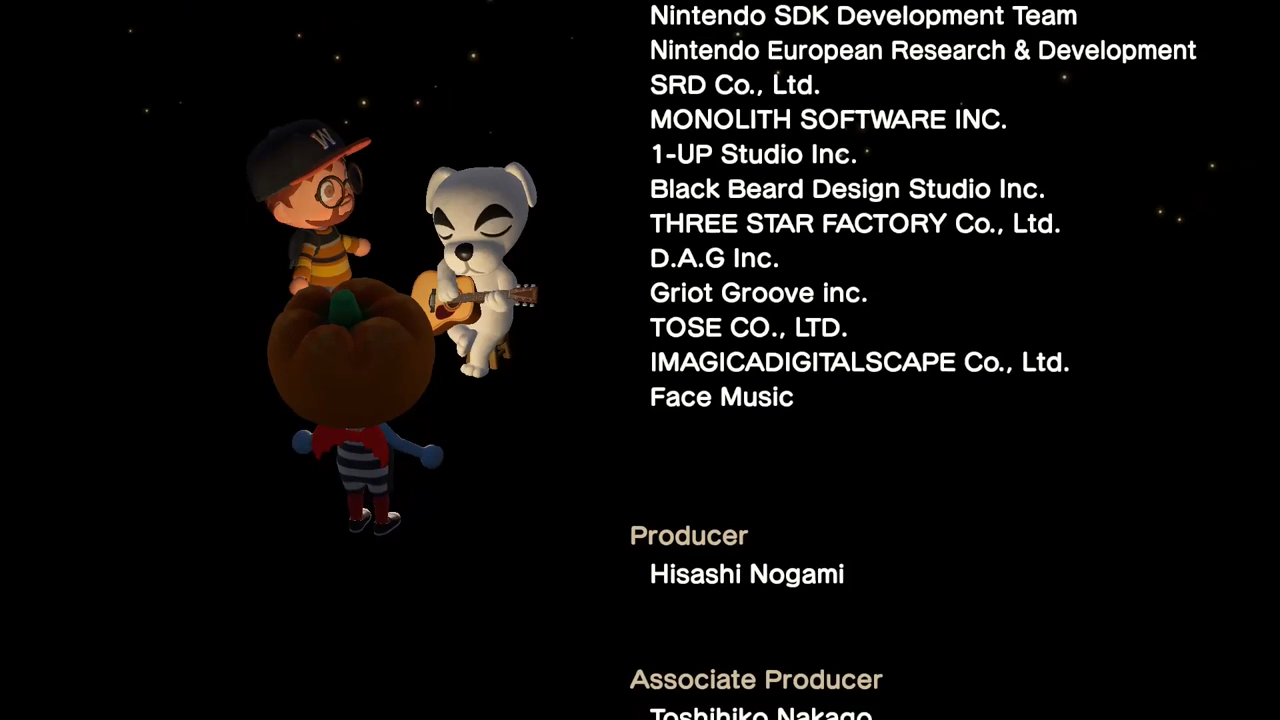 Nintendo SDK Development Team
Nintendo European Research & Development
SRD Co., Ltd.
MONOLITH SOFTWARE INC.
W
1-UP Studio Inc.
Black Beard Design Studio Inc.
THREE STAR FACTORY Co., Ltd.
D.A.G Inc.
Griot Groove inc.
TOSE CO., LTD.
IMAGICADIGITALSCAPE Co., Ltd.
Face Music
Producer
Hisashi Nogami
Associate Producer
Toshihiko Nakago